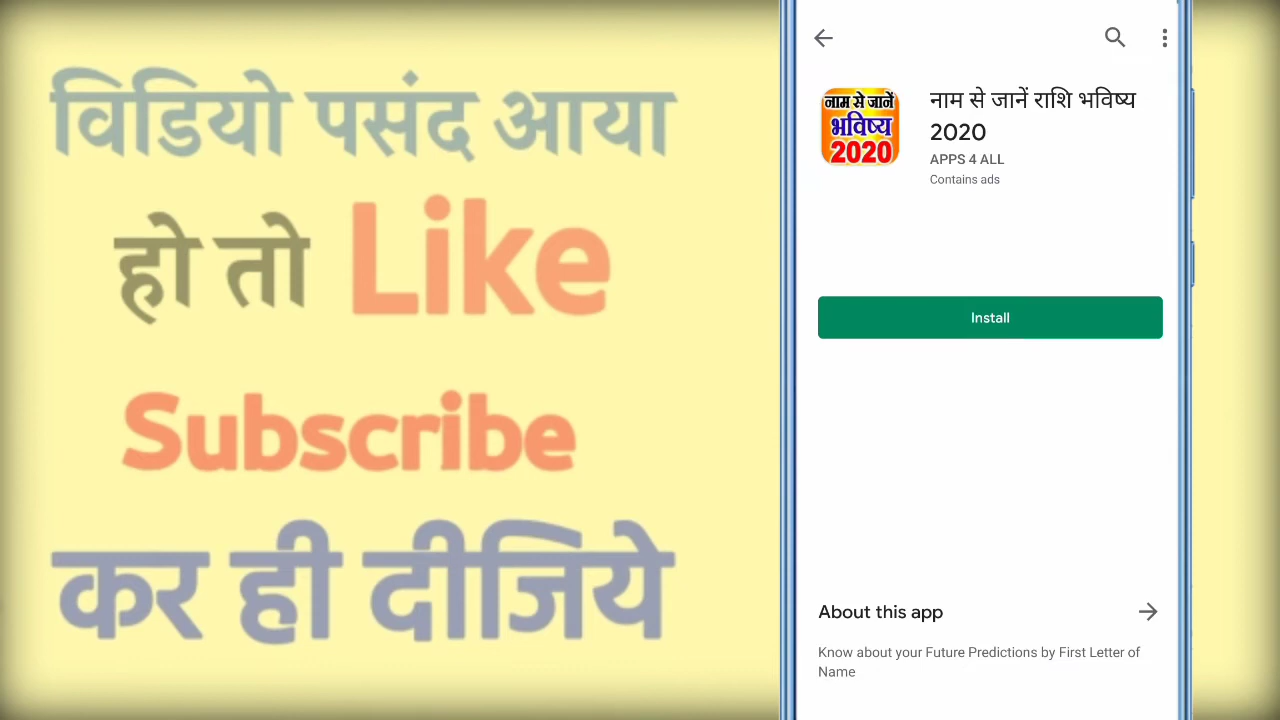 विडियो पसंद आया
हो तो Like
Subscribe
कर ही दीजिये
नाम से जानें
भविष्य
2020
नाम से जानें राशि भविष्य
2020
APPS 4 ALL
Contains ads
Install
About this app
Know about your Future Predictions by First Letter of
Name